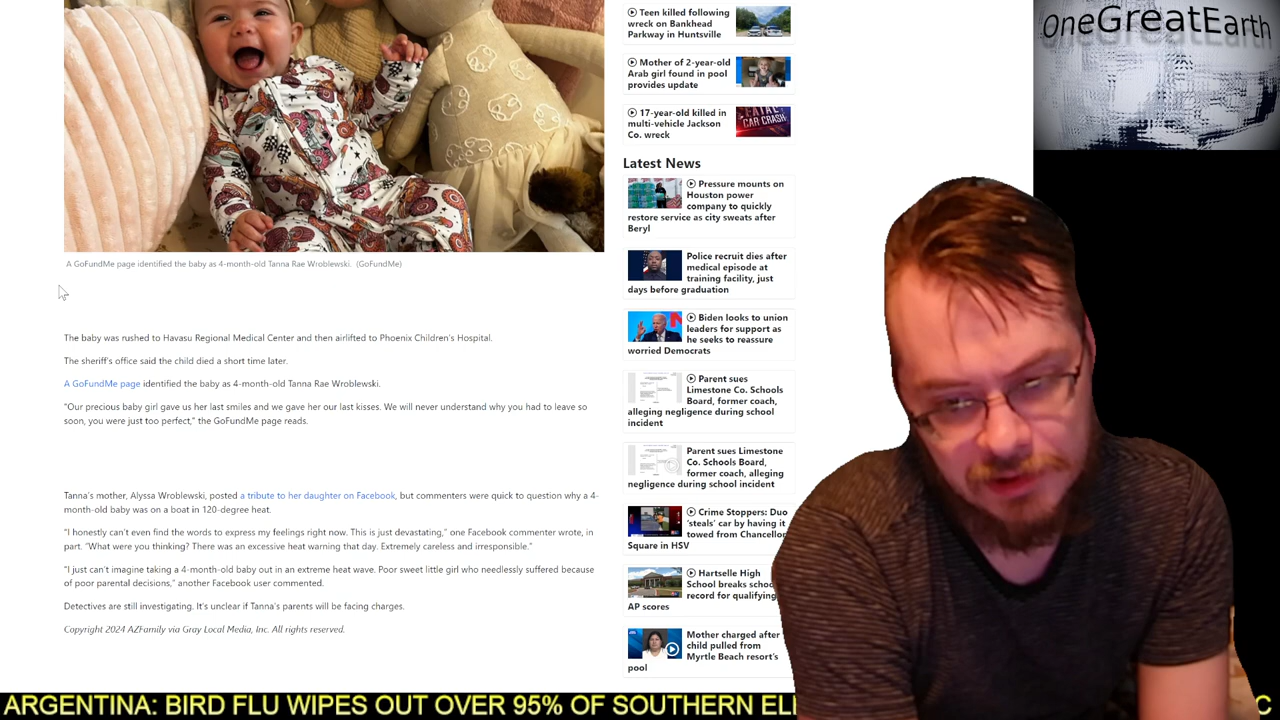 A GoFundMe page identified the baby as 4-month-old Tanna Rae Wroblewski. (GoFundMe)
The baby was rushed to Havasu Regional Medical Center and then airlifted to Phoenix Children's Hospital.
The sheriff's office said the child died a short time later.
A GoFundMe page identified the baby as 4-month-old Tanna Rae Wroblewski.
"Our precious baby girl gave us her last smiles and we gave her our last kisses. We will never understand why you had to leave so
soon, you were just too perfect," the GoFundMe page reads.
Tanna's mother, Alyssa Wroblewski, posted a tribute to her daughter on Facebook, but commenters were quick to question why a 4-
month-old baby was on a boat in 120-degree heat.
"I honestly can't even find the words to express my feelings right now. This is just devastating," one Facebook commenter wrote, in
part. "What were you thinking? There was an excessive heat warning that day. Extremely careless and irresponsible."
"I just can't imagine taking a 4-month-old baby out in an extreme heat wave. Poor sweet little girl who needlessly suffered because
of poor parental decisions," another Facebook user commented.
Detectives are still investigating. It's unclear if Tanna's parents will be facing charges.
Copyright 2024 AZFamily via Gray Local Media, Inc. All rights reserved.
Teen killed following
wreck on Bankhead
Parkway in Huntsville
Mother of 2-year-old
Arab girl found in pool
provides update
17-year-old killed in
multi-vehicle Jackson
Co. wreck
FATAL
CAR CRASH
Latest News
Pressure mounts on
Houston power
company to quickly
restore service as city sweats after
Beryl
Police recruit dies after
medical episode at
training facility, just
days before graduation
Biden looks to union
leaders for support as
he seeks to reassure
worried Democrats
Parent sues
Limestone Co. Schools
Board, former coach,
alleging negligence during school
incident
Parent sues Limestone
Co. Schools Board,
former coach, alleging
negligence during school incident
Crime Stoppers: Duo
'steals' car by having it
towed from Chancellor
Square in HSV
Hartselle High
School breaks school
record for qualifying
AP scores
Mother charged after
child pulled from
Myrtle Beach resort's
pool
OneGreatEarth
ARGENTINA: BIRD FLU WIPES OUT OVER 95% OF SOUTHERN EL